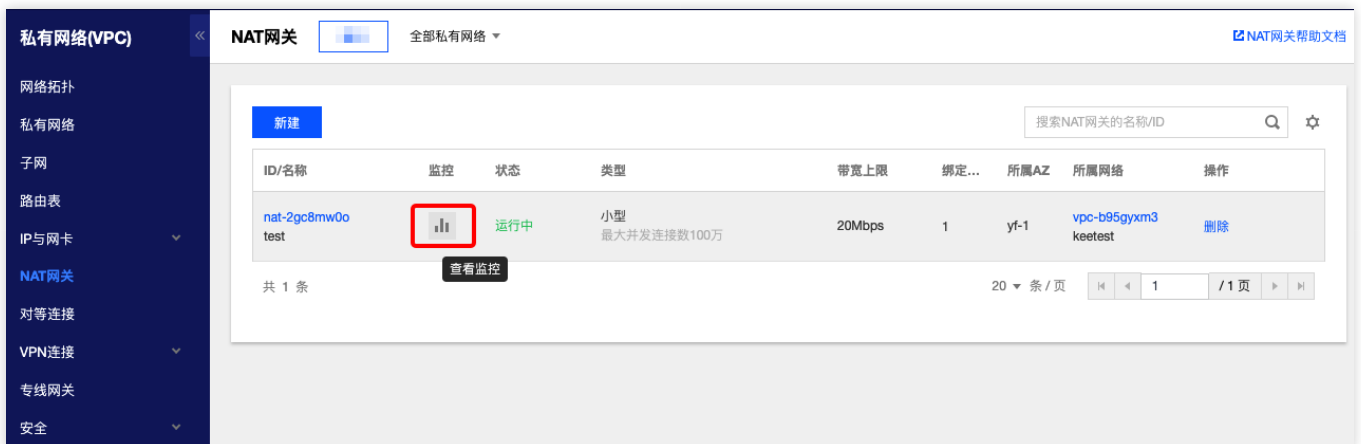 私有网络(VPC)
NAT网关 全部私有网络 NAT网关帮助文档
网络拓扑
私有网络
子网
路由表
IP与网卡
NAT网关
对等连接
VPN连接
专线网关
安全
新建 搜索NAT网关的名称/ID
ID/名称 监控 状态 类型 带宽上限 绑定... 所属AZ 所属网络 操作
nat-2gc8mw0o 运行中 小型 20Mbps 1 yf-1 vpc-b95gyxm3 删除
test 最大并发连接数100万 keetest
查看监控
共 1 条 20 条 / 页 1 / 1 页